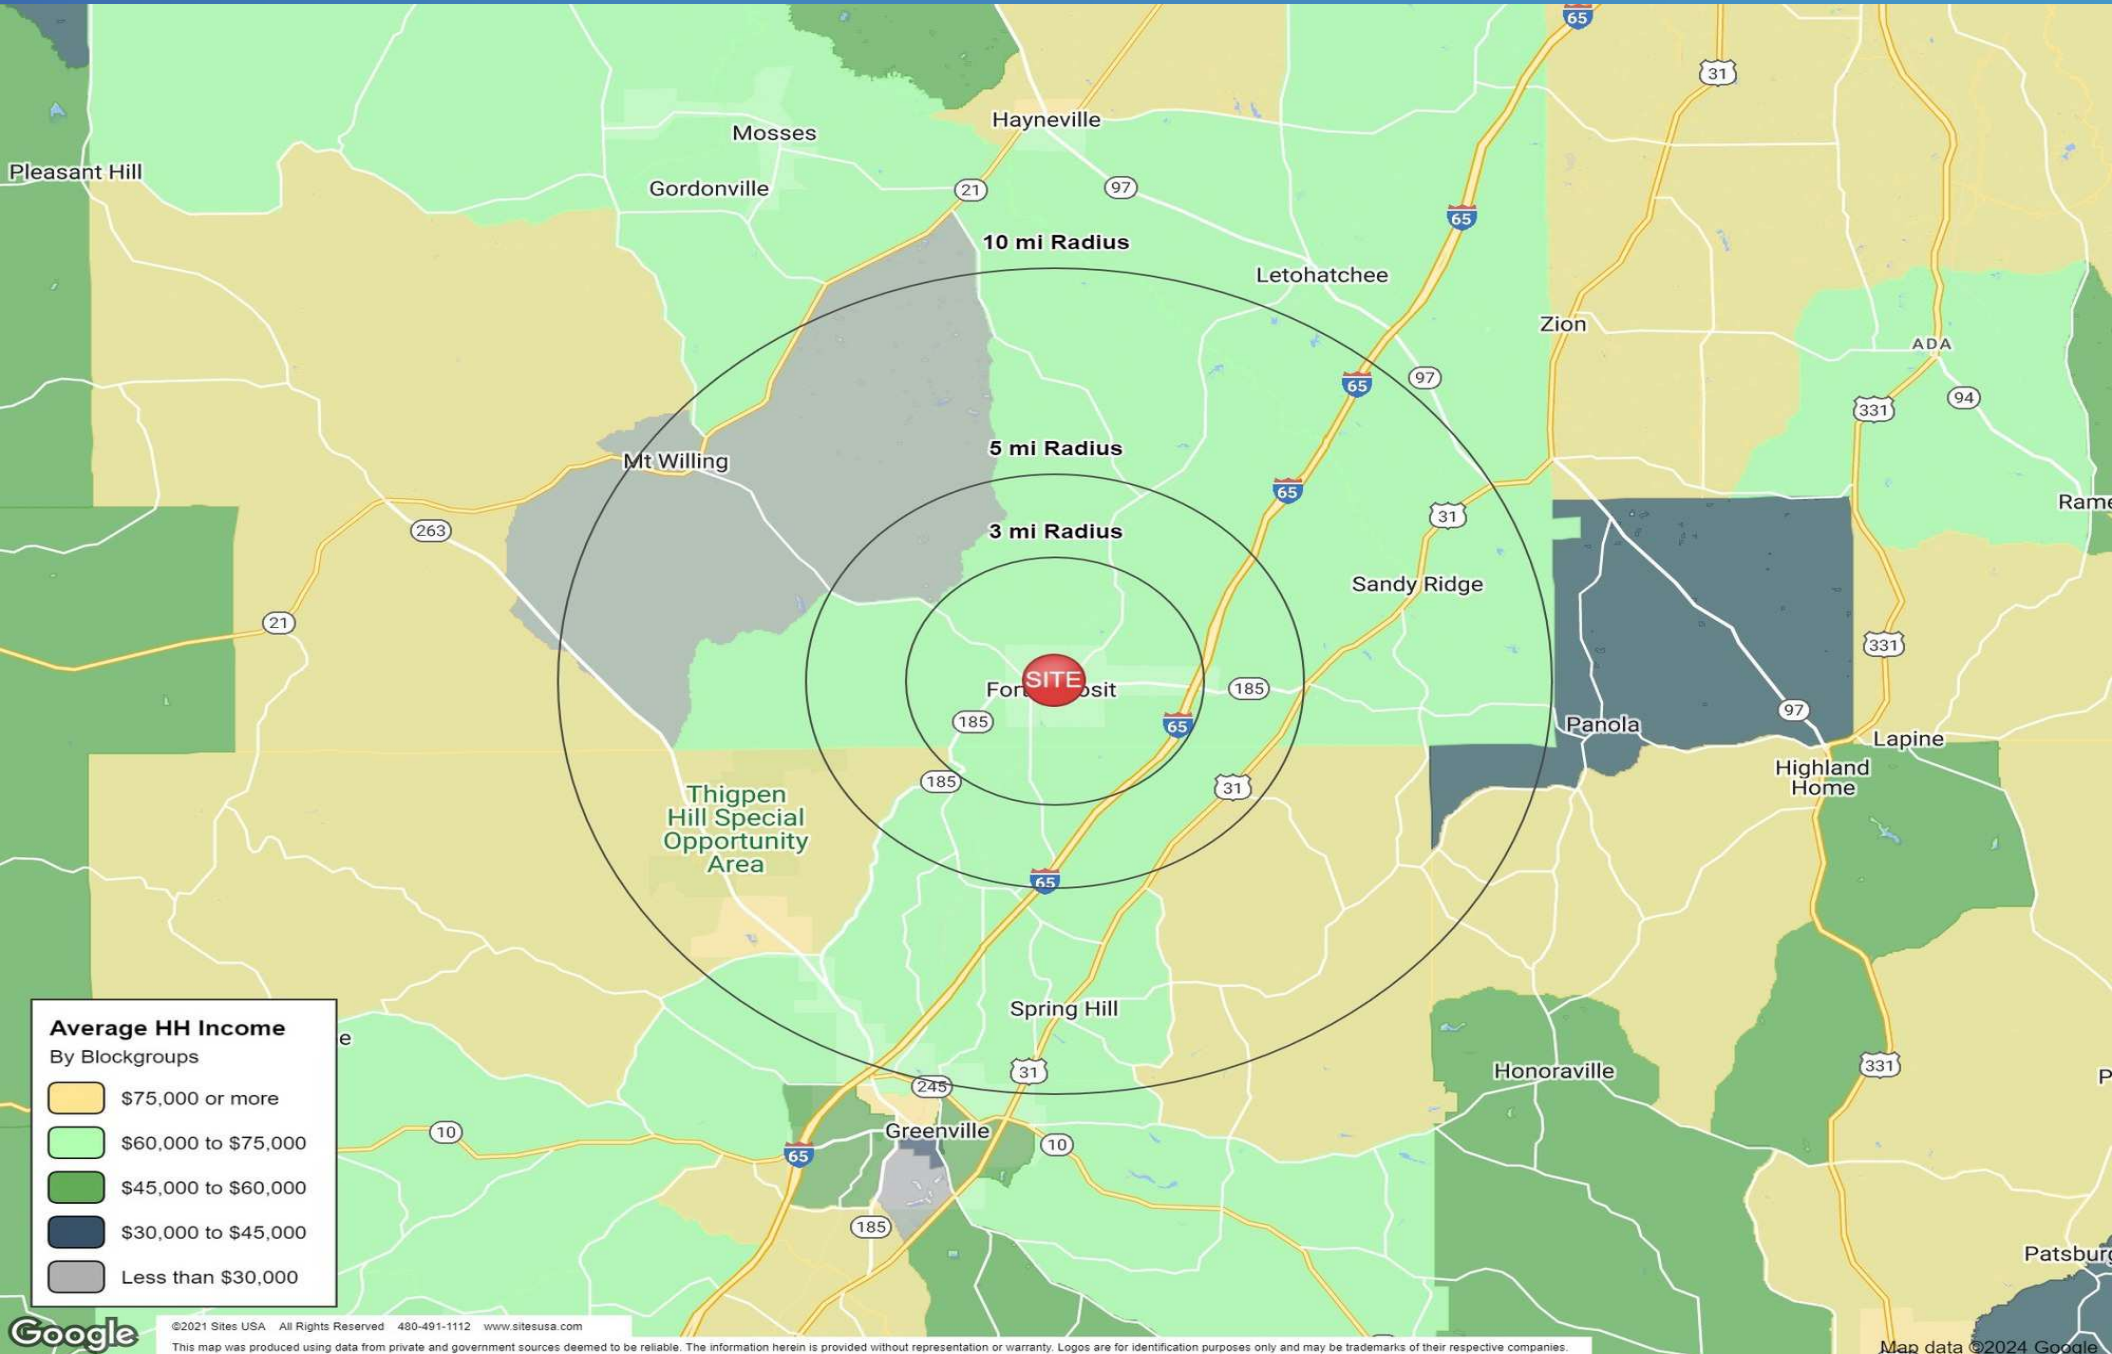 65
31
Hayneville
Mosses
Pleasant Hill
Gordonville
21
97
65
10 mi Radius
Letohatchee
Zion
ADA
65
97
94
331
5 mi Radius
Mt Willing
65
Rame
31
3 mi Radius
263
Sandy Ridge
21
331
SITE
Fort
osit
185
185
97
65
Panola
Lapine
185
31
Highland
Home
Thigpen
Hill Special
Opportunity
Area
65
Spring Hill
e
31
245
Honoraville
331
P
Greenville
10
10
65
185
Patsburg
Average HH Income
By Blockgroups
$75,000 or more
$60,000 to $75,000
$45,000 to $60,000
$30,000 to $45,000
Less than $30,000
Google
©2021 Sites USA All Rights Reserved 480-491-1112 www.sitesusa.com
This map was produced using data from private and government sources deemed to be reliable. The information herein is provided without representation or warranty. Logos are for identification purposes only and may be trademarks of their respective companies.
Map data ©2024 Google